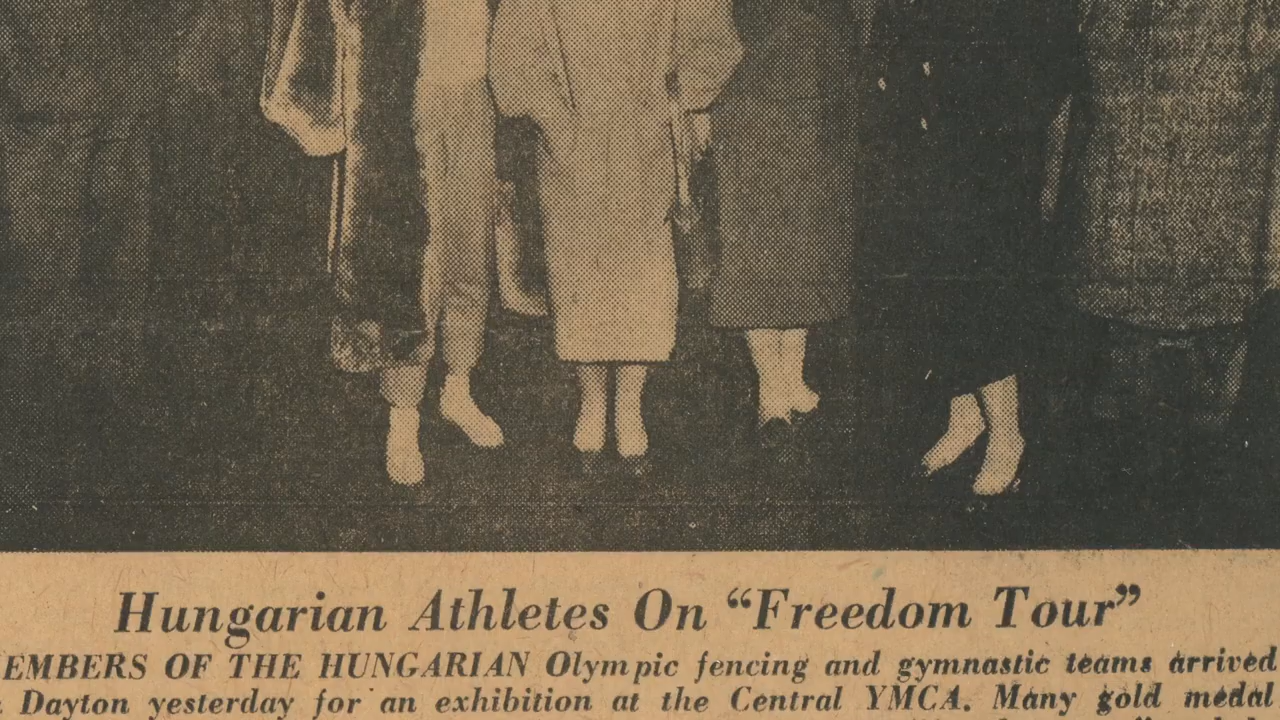 Hungarian Athletes On “Freedom Tour”
EMBERS OF THE HUNGARIAN Olympic fencing and gymnastic teams arrived
Dayton yesterday for an exhibition at the Central YMCA. Many gold medal